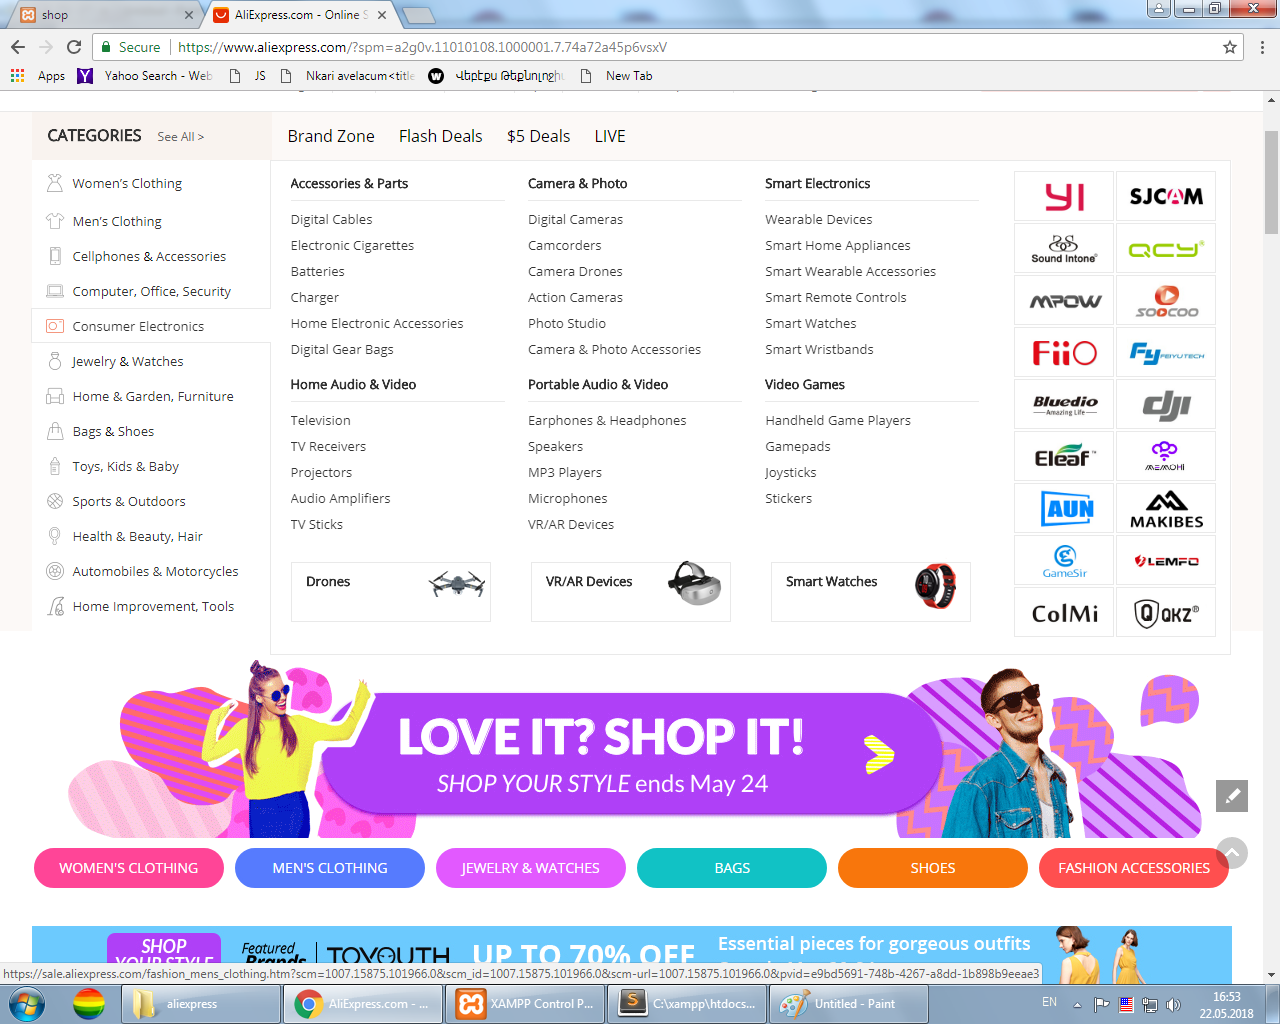 shop
AliExpress.com - Online S
Secure
https://www.aliexpress.com/?spm=a2g0v.11010108.1000001.7.74a72a45p6vsxV
Apps
Yahoo Search - Web
JS
Nkari avelacum<title
Վերէքս Թեքնոլոջի
New Tab
CATEGORIES See All >
Brand Zone Flash Deals $5 Deals LIVE
Women's Clothing
Men's Clothing
Cellphones & Accessories
Computer, Office, Security
Consumer Electronics
Jewelry & Watches
Home & Garden, Furniture
Bags & Shoes
Toys, Kids & Baby
Sports & Outdoors
Health & Beauty, Hair
Automobiles & Motorcycles
Home Improvement, Tools
Accessories & Parts
Digital Cables
Electronic Cigarettes
Batteries
Charger
Home Electronic Accessories
Digital Gear Bags
Camera & Photo
Digital Cameras
Camcorders
Camera Drones
Action Cameras
Photo Studio
Camera & Photo Accessories
Smart Electronics
Wearable Devices
Smart Home Appliances
Smart Wearable Accessories
Smart Remote Controls
Smart Watches
Smart Wristbands
Home Audio & Video
Television
TV Receivers
Projectors
Audio Amplifiers
TV Sticks
Portable Audio & Video
Earphones & Headphones
Speakers
MP3 Players
Microphones
VR/AR Devices
Video Games
Handheld Game Players
Gamepads
Joysticks
Stickers
Drones
VR/AR Devices
Smart Watches
YI
SJCAM
Sound Intone
QCY
MPOW
SOOCOO
FiiO
Fy FEIYUTECH
Bluedio
Amazing Life
dji
Eleaf
MEMOHI
AUN
MAKIBES
GameSir
LEMFO
ColMi
QKZ
LOVE IT? SHOP IT!
SHOP YOUR STYLE ends May 24
WOMEN'S CLOTHING
MEN'S CLOTHING
JEWELRY & WATCHES
BAGS
SHOES
FASHION ACCESSORIES
SHOP
YOUR STYLE
Featured
Brands
TOYOUTH
UP TO 70% OFF
Essential pieces for gorgeous outfits
https://sale.aliexpress.com/fashion_mens_clothing.htm?scm=1007.15875.101966.0&scm_id=1007.15875.101966.0&scm-url=1007.15875.101966.0&pvid=e9bd5691-748b-4267-a8dd-1b898b9eeae3
aliexpress
AliExpress.com - ...
XAMPP Control P...
C:\xampp\htdocs...
Untitled - Paint
EN
16:53
22.05.2018